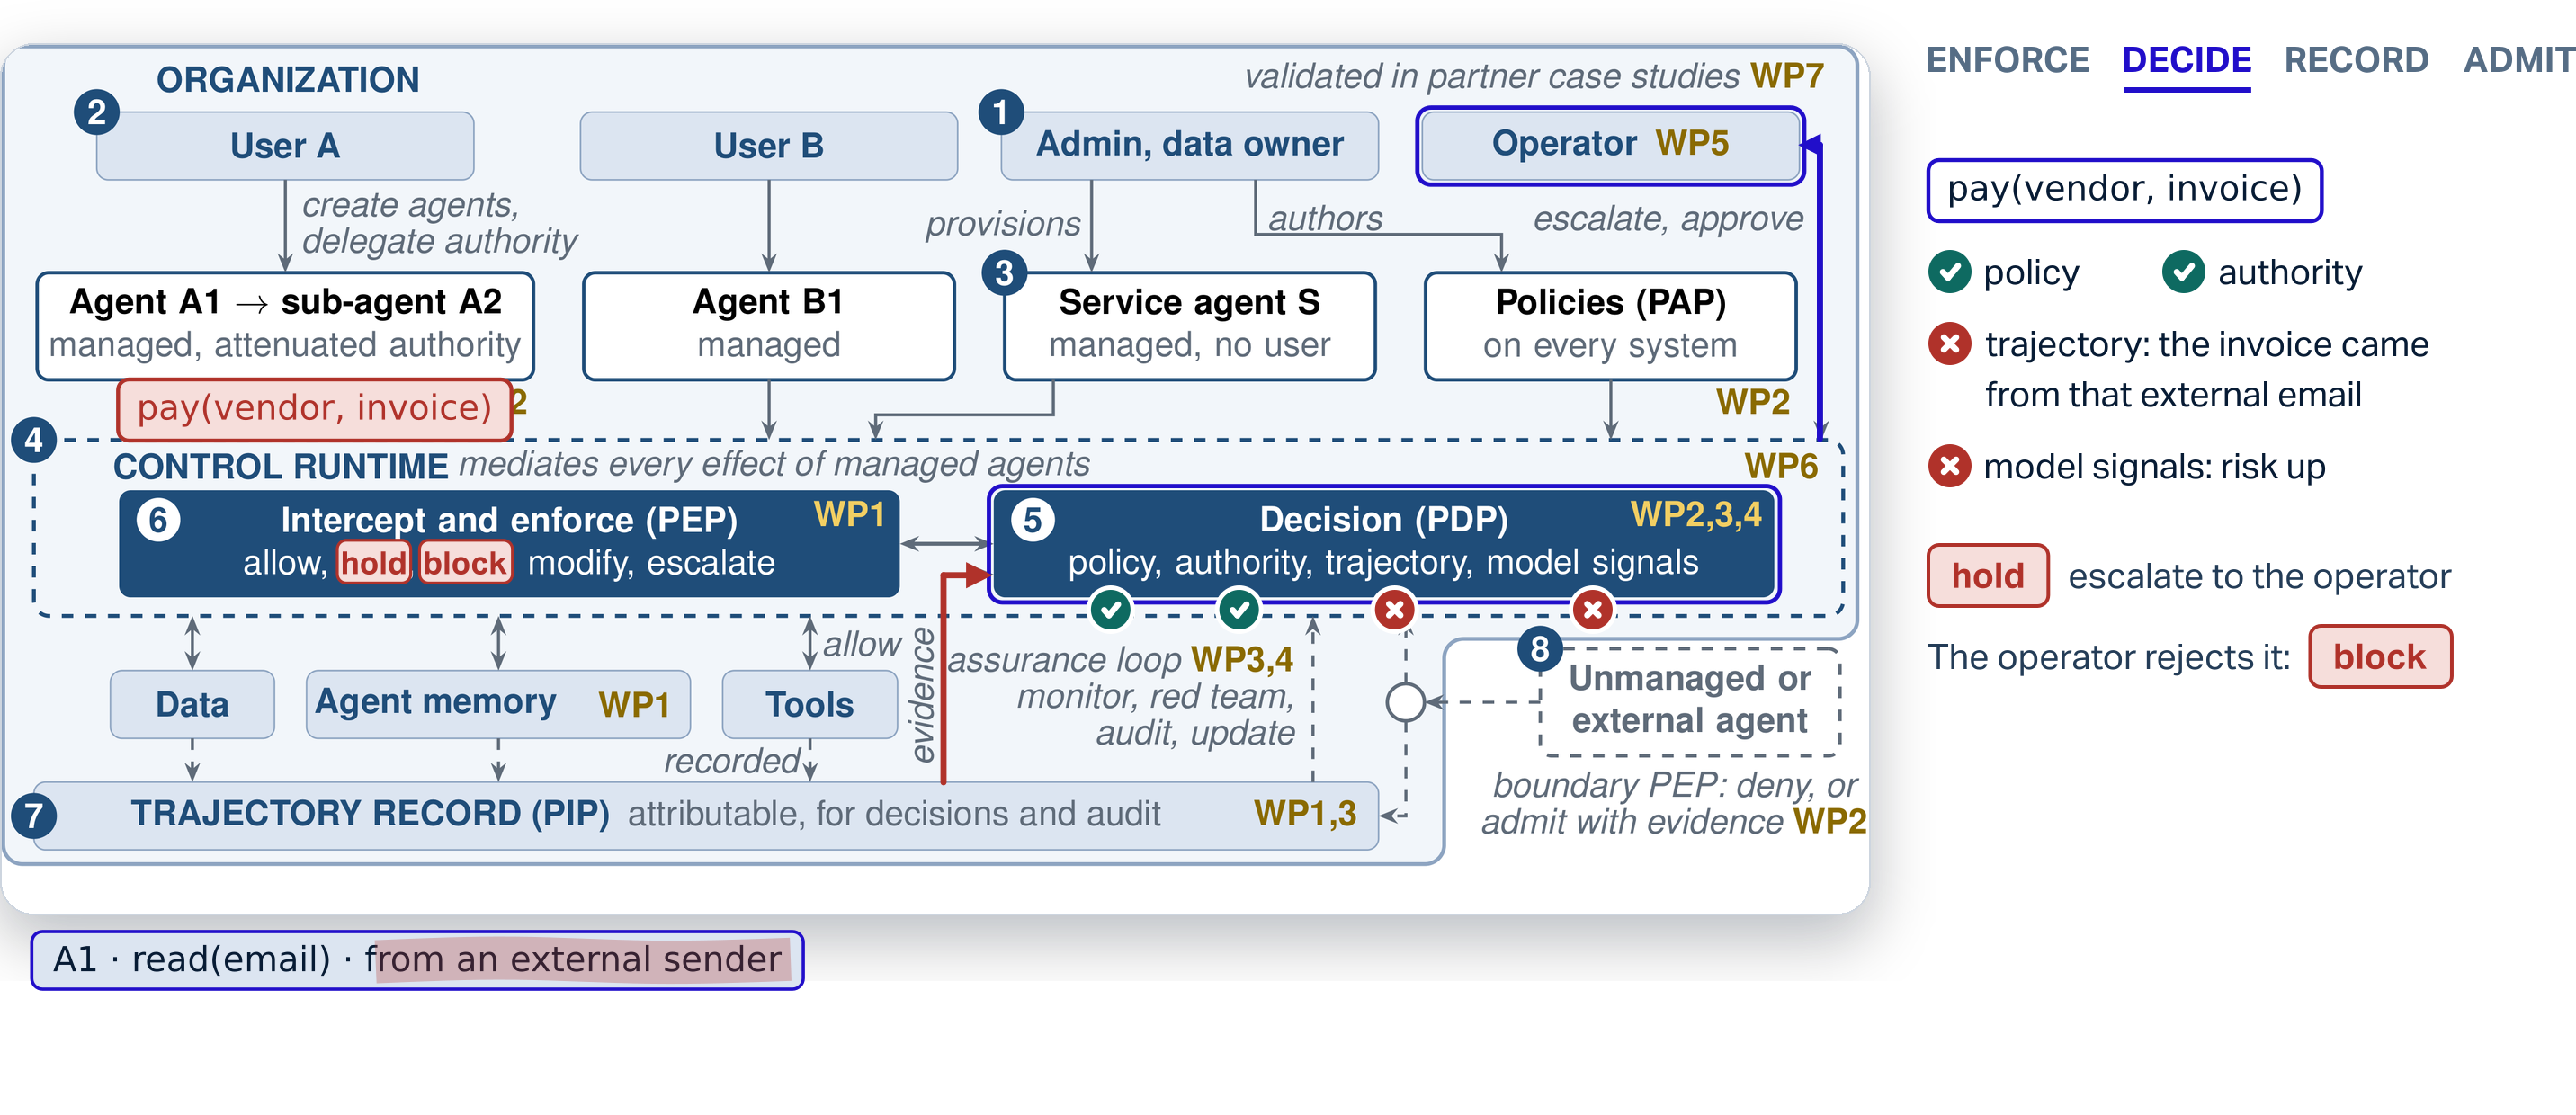 ORGANIZATION
validated in partner case studies WP7
2
User A
User B
1
Admin, data owner
Operator WP5
create agents,
delegate authority
provisions
authors
escalate, approve
Agent A1 → sub-agent A2
managed, attenuated authority
Agent B1
managed
3
Service agent S
managed, no user
Policies (PAP)
on every system
pay(vendor, invoice)
2
WP2
4
CONTROL RUNTIME mediates every effect of managed agents
WP6
6
Intercept and enforce (PEP)
WP1
allow, hold, block modify, escalate
5
Decision (PDP)
WP2,3,4
policy, authority, trajectory, model signals
allow
evidence
assurance loop WP3,4
monitor, red team,
audit, update
Data
Agent memory WP1
Tools
8
Unmanaged or
external agent
recorded
boundary PEP: deny, or
admit with evidence WP2
7
TRAJECTORY RECORD (PIP) attributable, for decisions and audit
WP1,3
A1 · read(email) · from an external sender
ENFORCE DECIDE RECORD ADMIT
pay(vendor, invoice)
policy
authority
trajectory: the invoice came
from that external email
model signals: risk up
hold escalate to the operator
The operator rejects it: block